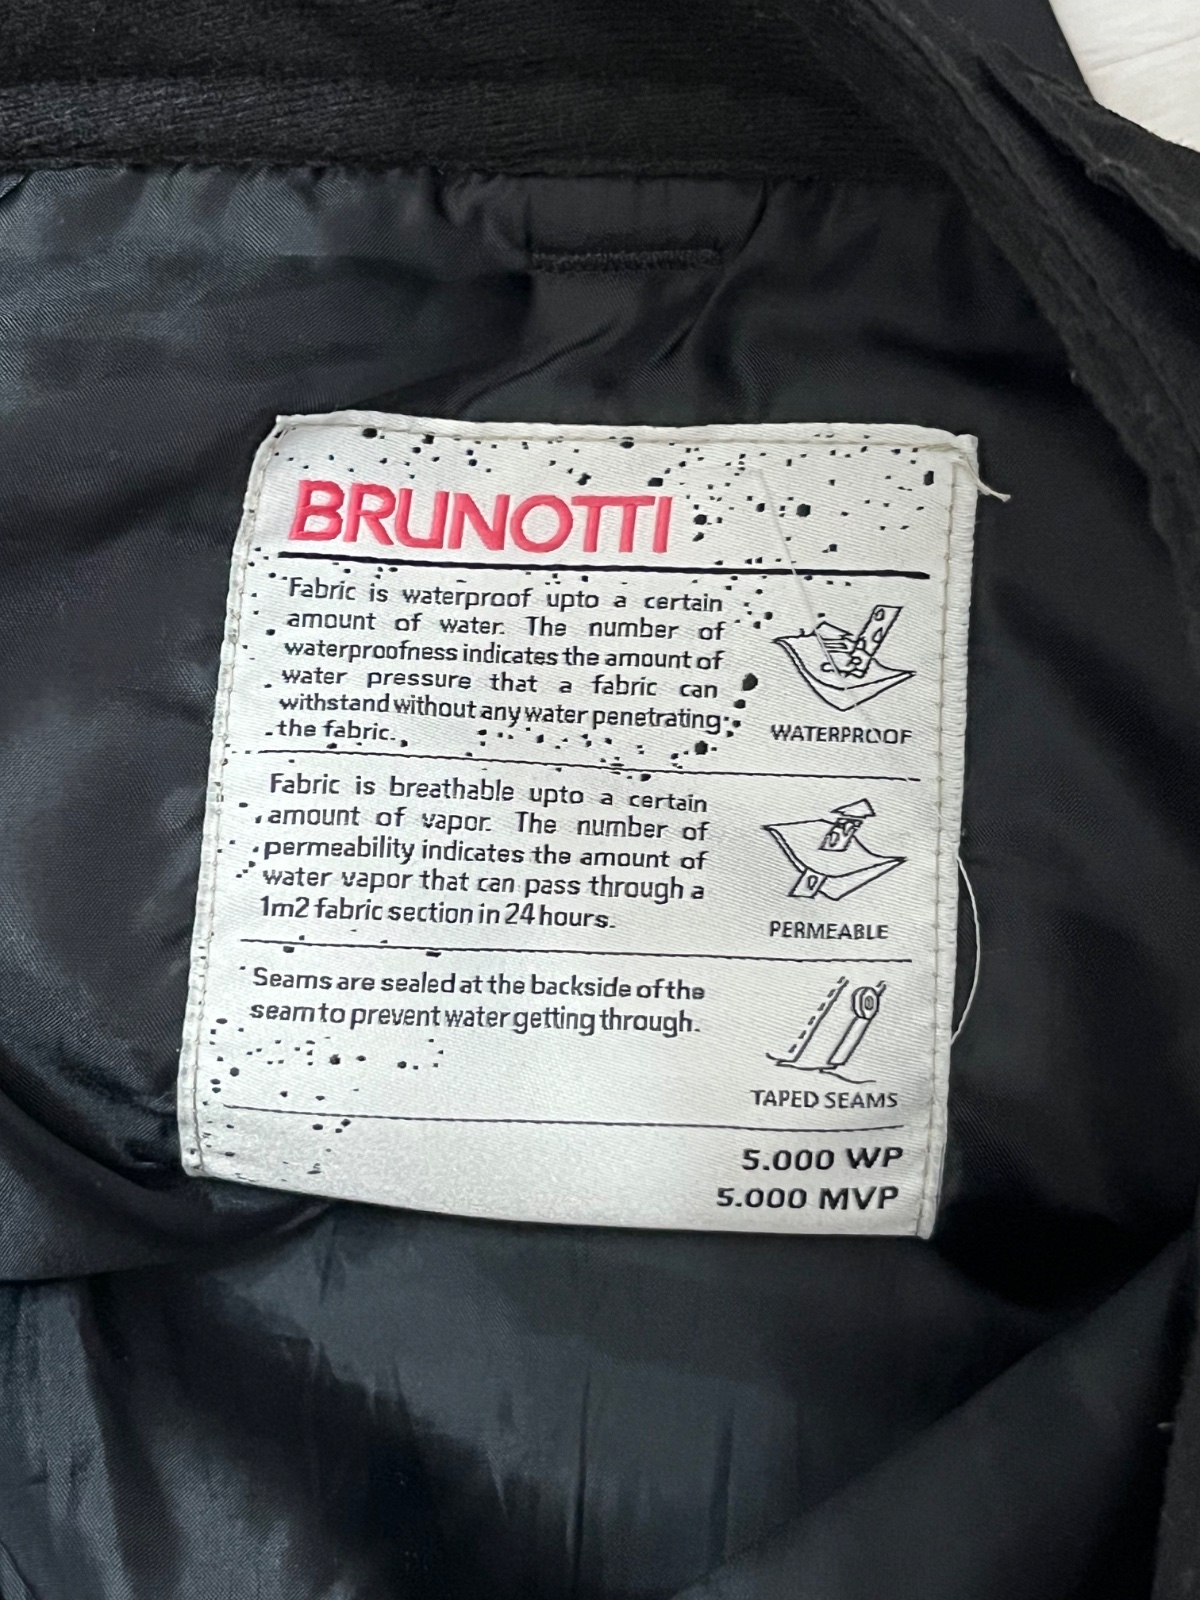 BRUNOTTI
Fabric is waterproof upto a certain
amount of water. The number of
waterproofness indicates the amount of
water pressure that a fabric can
withstand without any water penetrating
the fabric.
WATERPROOF
Fabric is breathable upto a certain
amount of vapor. The number of
permeability indicates the amount of
water vapor that can pass through a
1m2 fabric section in 24 hours.
PERMEABLE
Seams are sealed at the backside of the
seam to prevent water getting through.
TAPED SEAMS
5.000 WP
5.000 MVP